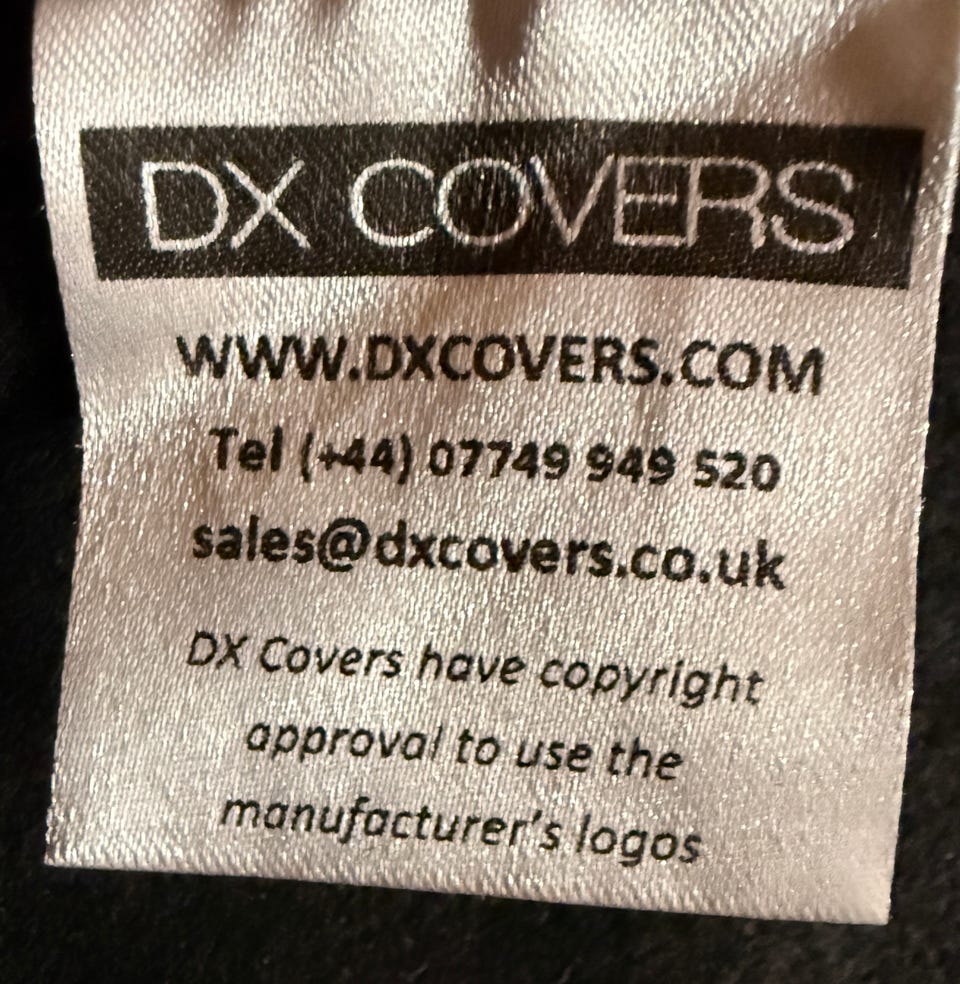 DX COVERS
WWW.DXCOVERS.COM
Tel (+44) 07749 949 520
sales@dxcovers.co.uk
DX Covers have copyright
approval to use the
manufacturer's logos